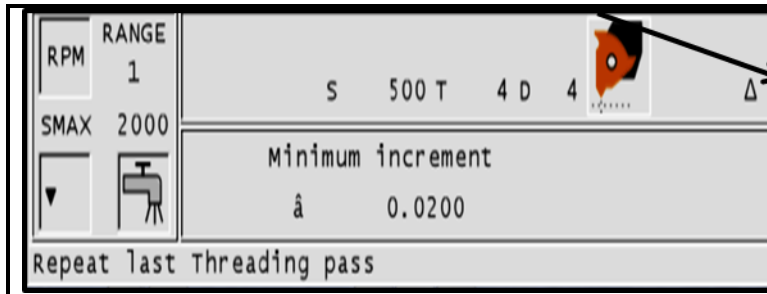 RANGE
RPM 1
S 500 T 4 D 4 Δ
SMAX 2000
Minimum increment
â 0.0200
Repeat last Threading pass